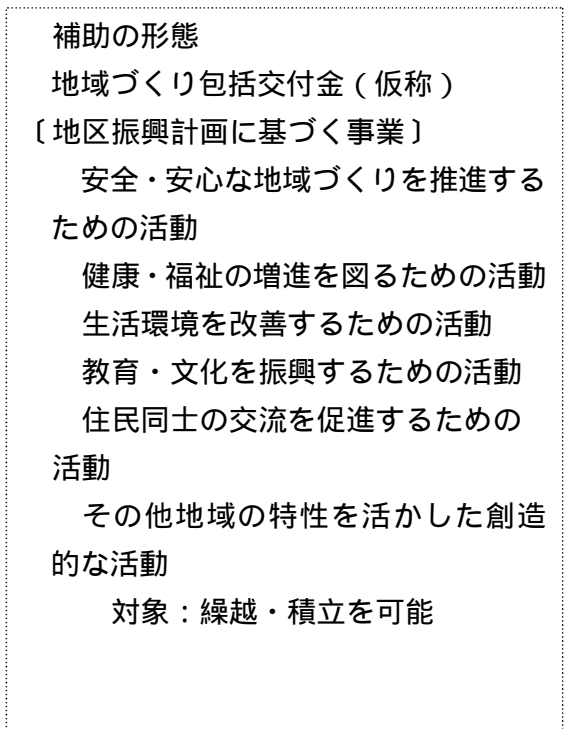 補助の形態
地域づくり包括交付金（仮称）
〔地区振興計画に基づく事業〕
安全・安心な地域づくりを推進する
ための活動
健康・福祉の増進を図るための活動
生活環境を改善するための活動
教育・文化を振興するための活動
住民同士の交流を促進するための
活動
その他地域の特性を活かした創造
的な活動
対象：繰越・積立を可能